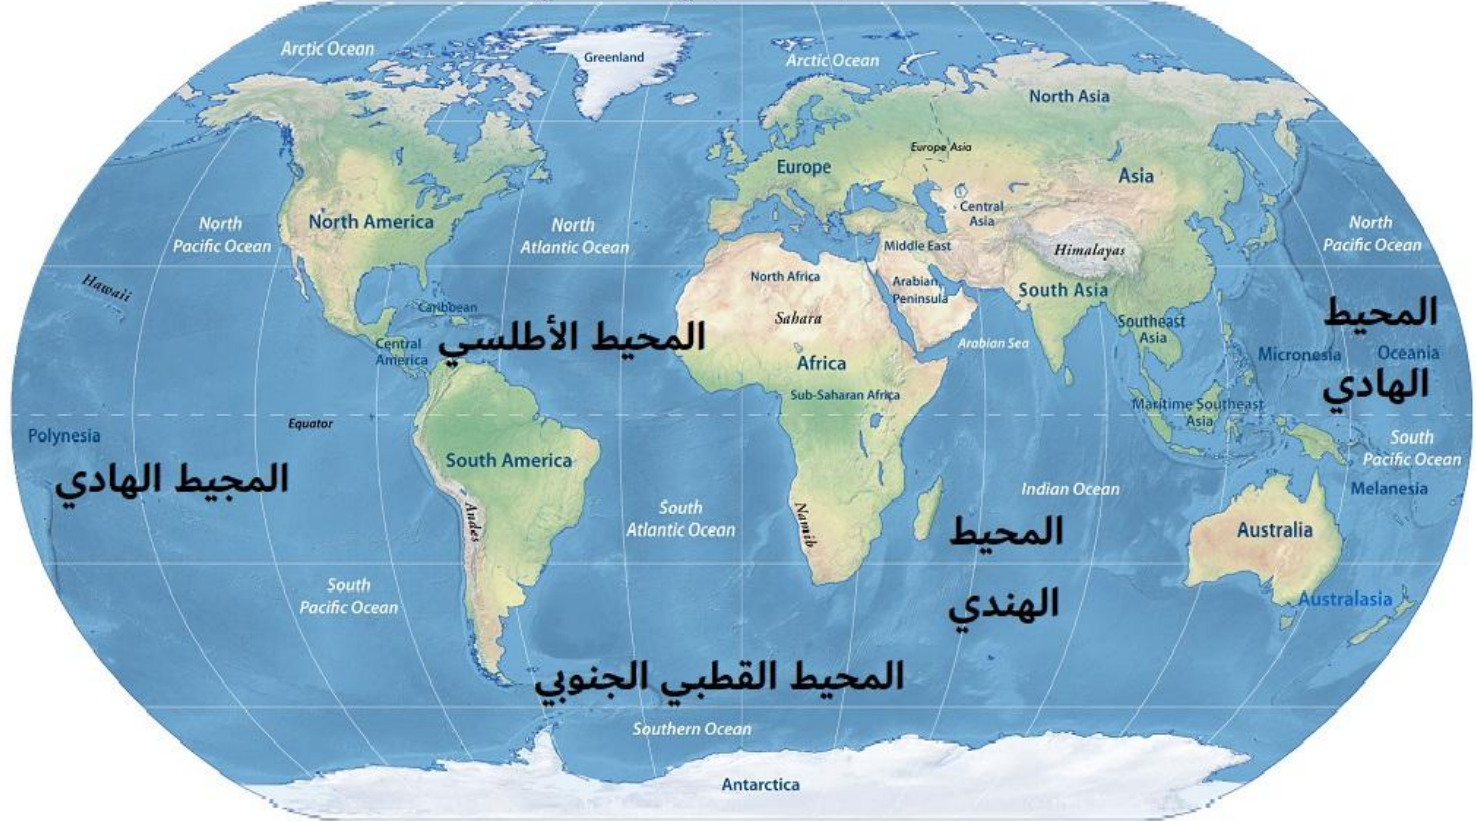 Arctic Ocean
Greenland
Arctic Ocean
North Asia
Europe Asia
Europe
Asia
North America
North
Pacific Ocean
North
Atlantic Ocean
Central
Asia
North
Pacific Ocean
Middle East
Himalayas
Hawaii
North Africa
Arabian
Peninsula
South Asia
Caribbean
Sahara
المحيط
الهادي
المحيط الأطلسي
Southeast
Asia
Central
America
Arabian Sea
Micronesia
Oceania
Africa
Sub-Saharan Africa
Maritime Southeast
Asia
Equator
Polynesia
South
Pacific Ocean
South America
المجيط الهادي
Indian Ocean
Melanesia
South
Atlantic Ocean
Andes
Namib
المحيط
الهندي
Australia
South
Pacific Ocean
Australasia
المحيط القطبي الجنوبي
Southern Ocean
Antarctica